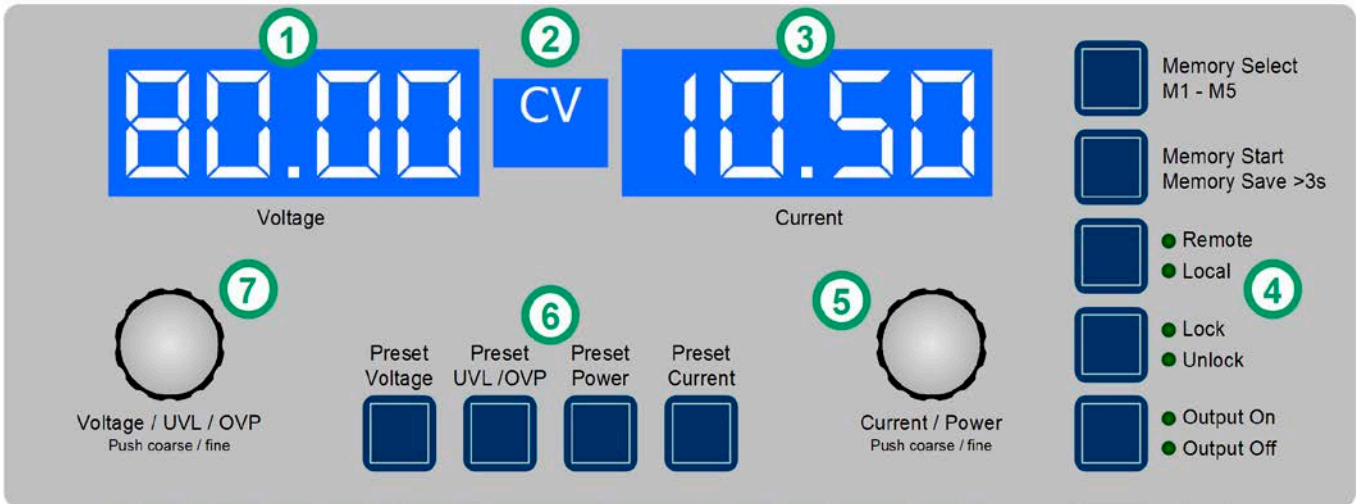 1
2
3
80.00
CV
10.50
Voltage
Current
Memory Select
M1 - M5
Memory Start
Memory Save >3s
Remote
Local
4
Lock
Unlock
Output On
Output Off
7
Voltage / UVL / OVP
Push coarse / fine
6
Preset
Voltage
Preset
UVL /OVP
Preset
Power
Preset
Current
5
Current / Power
Push coarse / fine